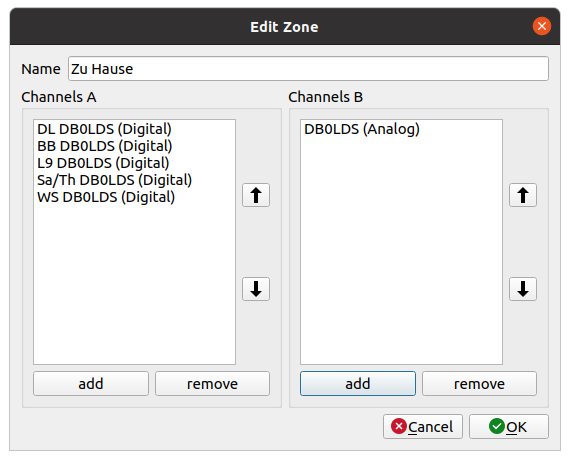 Edit Zone
Name Zu Hause
Channels A
DL DB0LDS (Digital)
BB DB0LDS (Digital)
L9 DB0LDS (Digital)
Sa/Th DB0LDS (Digital)
WS DB0LDS (Digital)
add remove
Channels B
DB0LDS (Analog)
add remove
Cancel OK